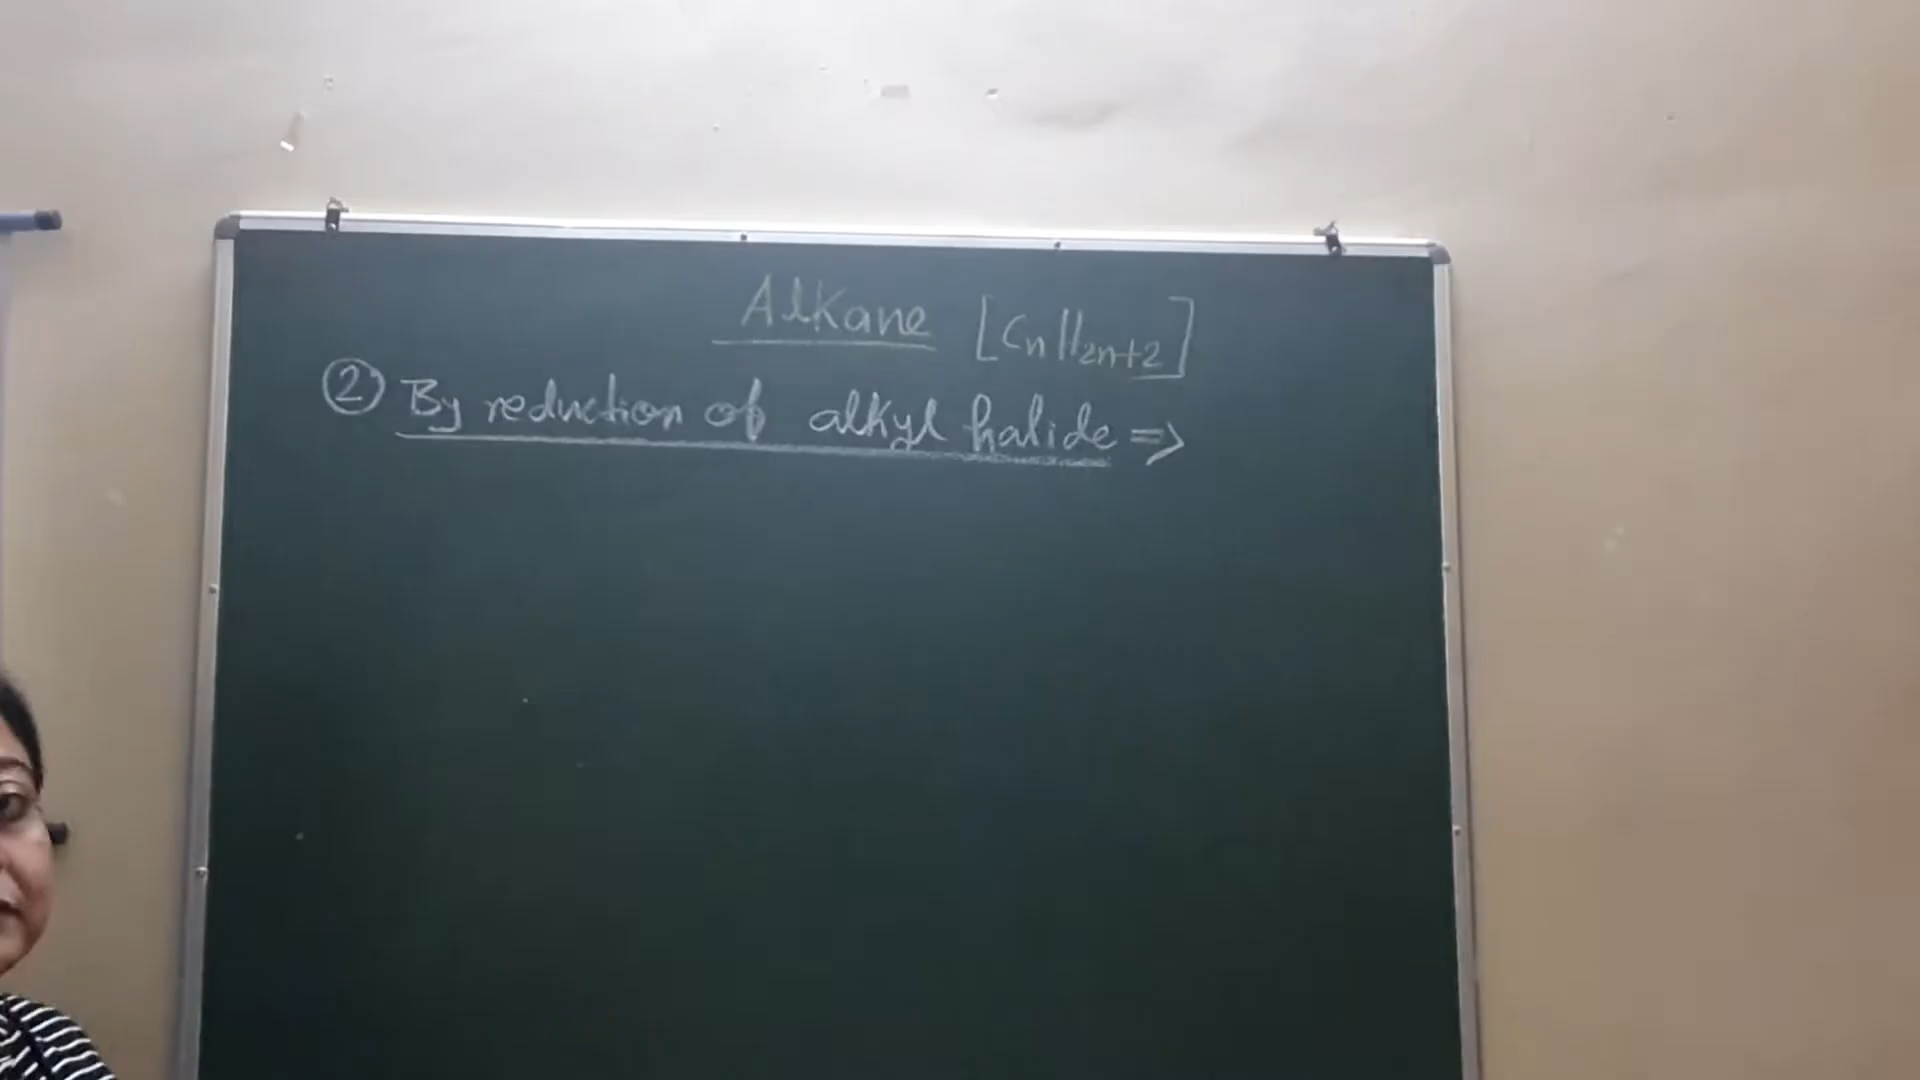 Alkane [CnH2n+2]
② By reduction of alkyl halide =>